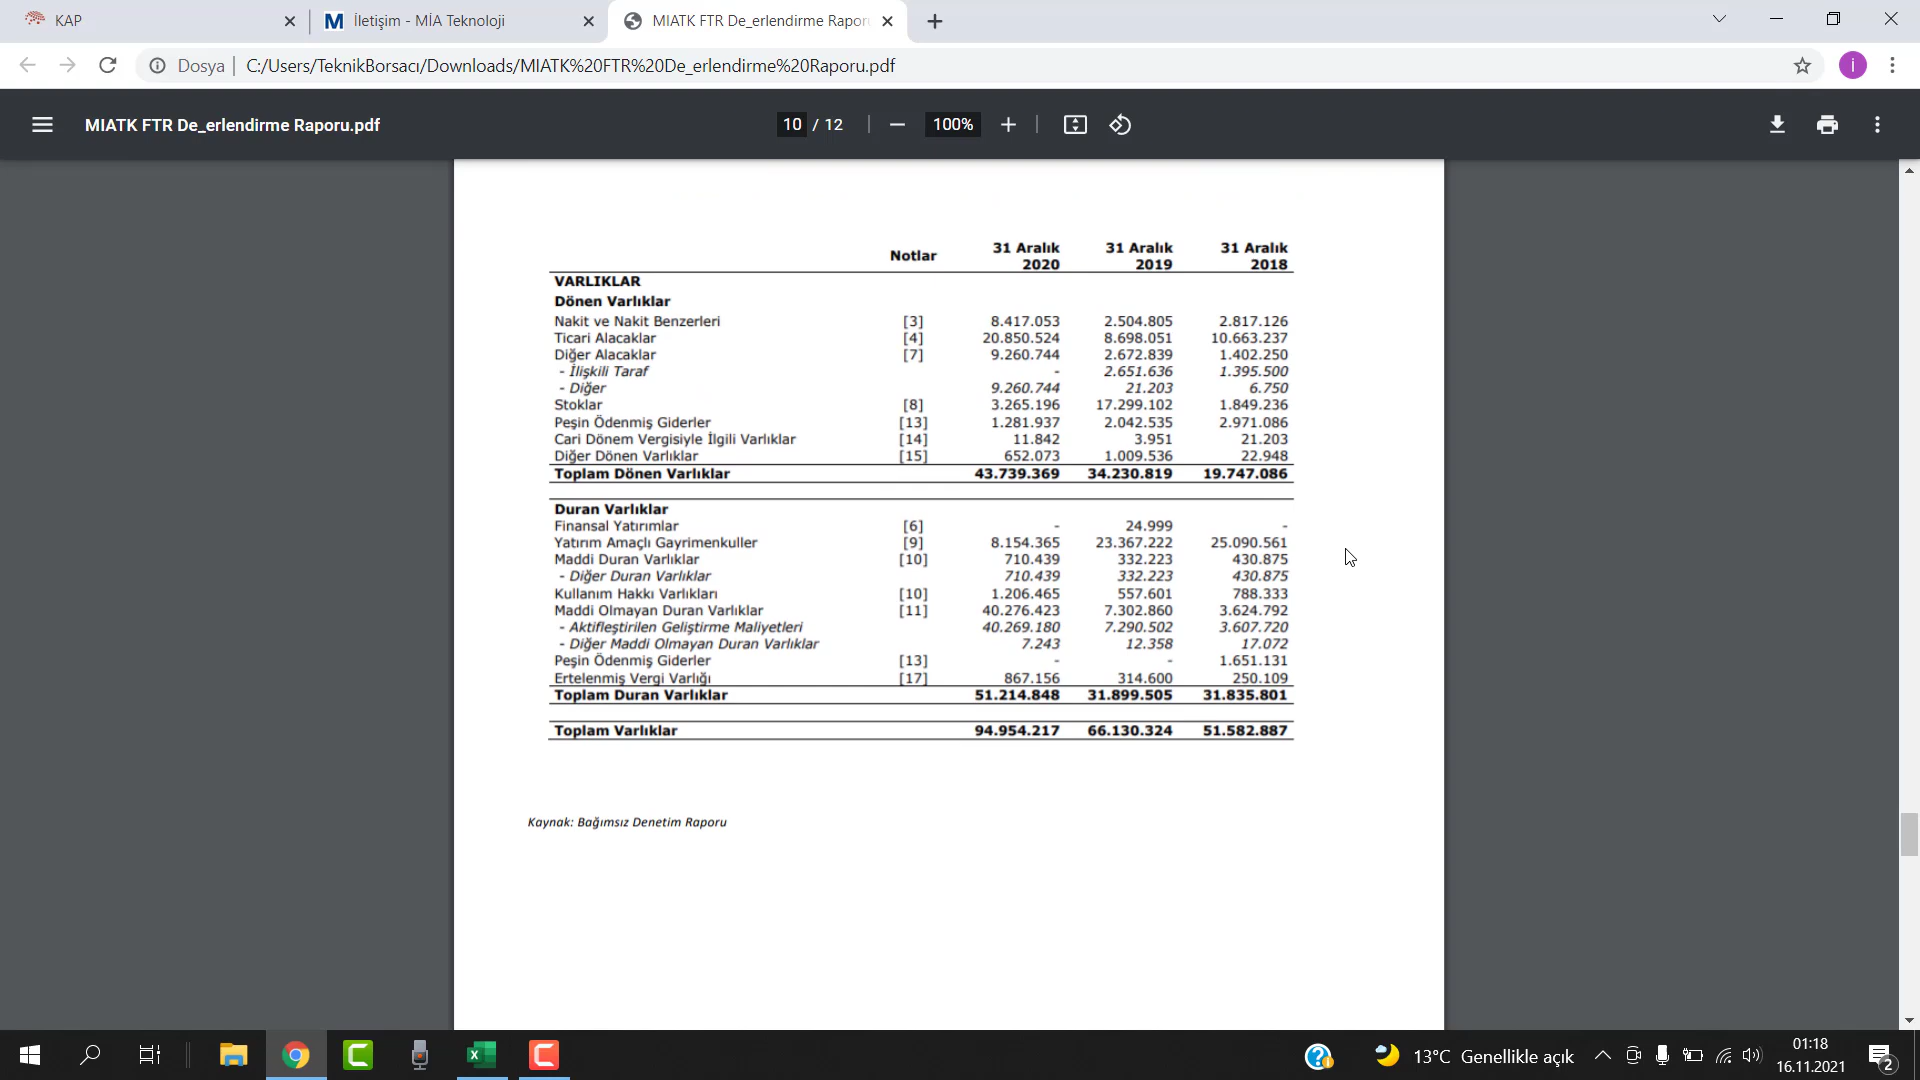 KAP
İletişim - MİA Teknoloji
MIATK FTR De_erlendirme Raporu
Dosya
C:/Users/TeknikBorsacı/Downloads/MIATK%20FTR%20De_erlendirme%20Raporu.pdf
i
MIATK FTR De_erlendirme Raporu.pdf
10 / 12
100%
Notlar 31 Aralık 2020 31 Aralık 2019 31 Aralık 2018
VARLIKLAR
Dönen Varlıklar
Nakit ve Nakit Benzerleri [3] 8.417.053 2.504.805 2.817.126
Ticari Alacaklar [4] 20.850.524 8.698.051 10.663.237
Diğer Alacaklar [7] 9.260.744 2.672.839 1.402.250
- İlişkili Taraf - 2.651.636 1.395.500
- Diğer 9.260.744 21.203 6.750
Stoklar [8] 3.265.196 17.299.102 1.849.236
Peşin Ödenmiş Giderler [13] 1.281.937 2.042.535 2.971.086
Cari Dönem Vergisiyle İlgili Varlıklar [14] 11.842 3.951 21.203
Diğer Dönen Varlıklar [15] 652.073 1.009.536 22.948
Toplam Dönen Varlıklar 43.739.369 34.230.819 19.747.086
Duran Varlıklar
Finansal Yatırımlar [6] - 24.999 -
Yatırım Amaçlı Gayrimenkuller [9] 8.154.365 23.367.222 25.090.561
Maddi Duran Varlıklar [10] 710.439 332.223 430.875
- Diğer Duran Varlıklar 710.439 332.223 430.875
Kullanım Hakkı Varlıkları [10] 1.206.465 557.601 788.333
Maddi Olmayan Duran Varlıklar [11] 40.276.423 7.302.860 3.624.792
- Aktifleştirilen Geliştirme Maliyetleri 40.269.180 7.290.502 3.607.720
- Diğer Maddi Olmayan Duran Varlıklar 7.243 12.358 17.072
Peşin Ödenmiş Giderler [13] - - 1.651.131
Ertelenmiş Vergi Varlığı [17] 867.156 314.600 250.109
Toplam Duran Varlıklar 51.214.848 31.899.505 31.835.801
Toplam Varlıklar 94.954.217 66.130.324 51.582.887
Kaynak: Bağımsız Denetim Raporu
13°C Genellikle açık
01:18
16.11.2021
2